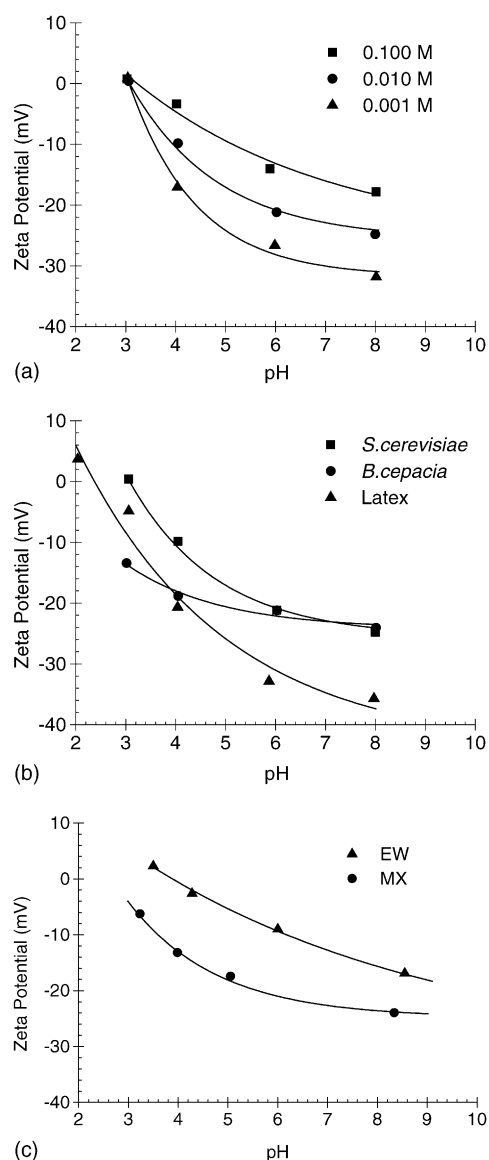 10
0.100 M
0
0.010 M
0.001 M
-10
Zeta Potential (mV)
-20
-30
-40
2 3 4 5 6 7 8 9 10
(a)
pH
10
S.cerevisiae
0
B.cepacia
Latex
-10
Zeta Potential (mV)
-20
-30
-40
2 3 4 5 6 7 8 9 10
(b)
pH
10
EW
0
MX
-10
Zeta Potential (mV)
-20
-30
-40
2 3 4 5 6 7 8 9 10
(c)
pH